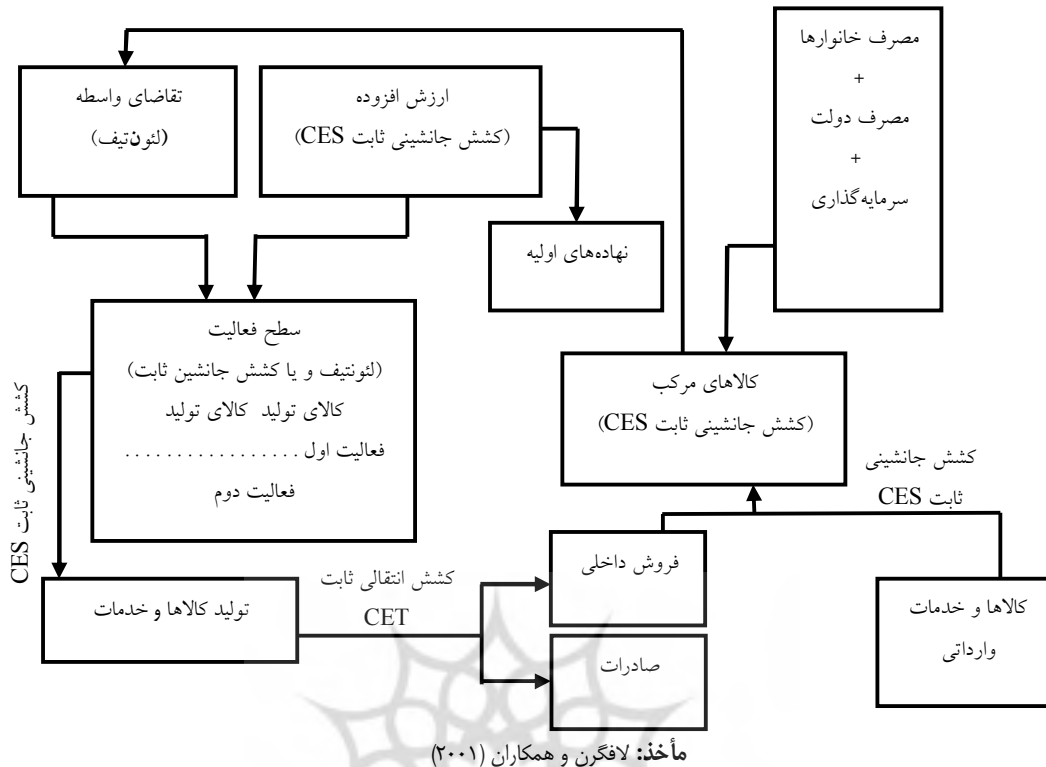 مصرف خانوارها
+
مصرف دولت
+
سرمایه‌گذاری
ارزش افزوده
(کشش جانشینی ثابت CES)
تقاضای واسطه
(لئونتیف)
نهاده‌های اولیه
سطح فعالیت
(لئونتیف و یا کشش جانشین ثابت)
کالای تولید کالای تولید
فعالیت اول .................
فعالیت دوم
کالاهای مرکب
(کشش جانشینی ثابت CES)
کشش جانشینی
ثابت CES
کشش جانشینی ثابت CES
فروش داخلی
کشش انتقالی ثابت
CET
تولید کالاها و خدمات
کالاها و خدمات
وارداتی
صادرات
مأخذ: لافگرن و همکاران (۲۰۰۱)